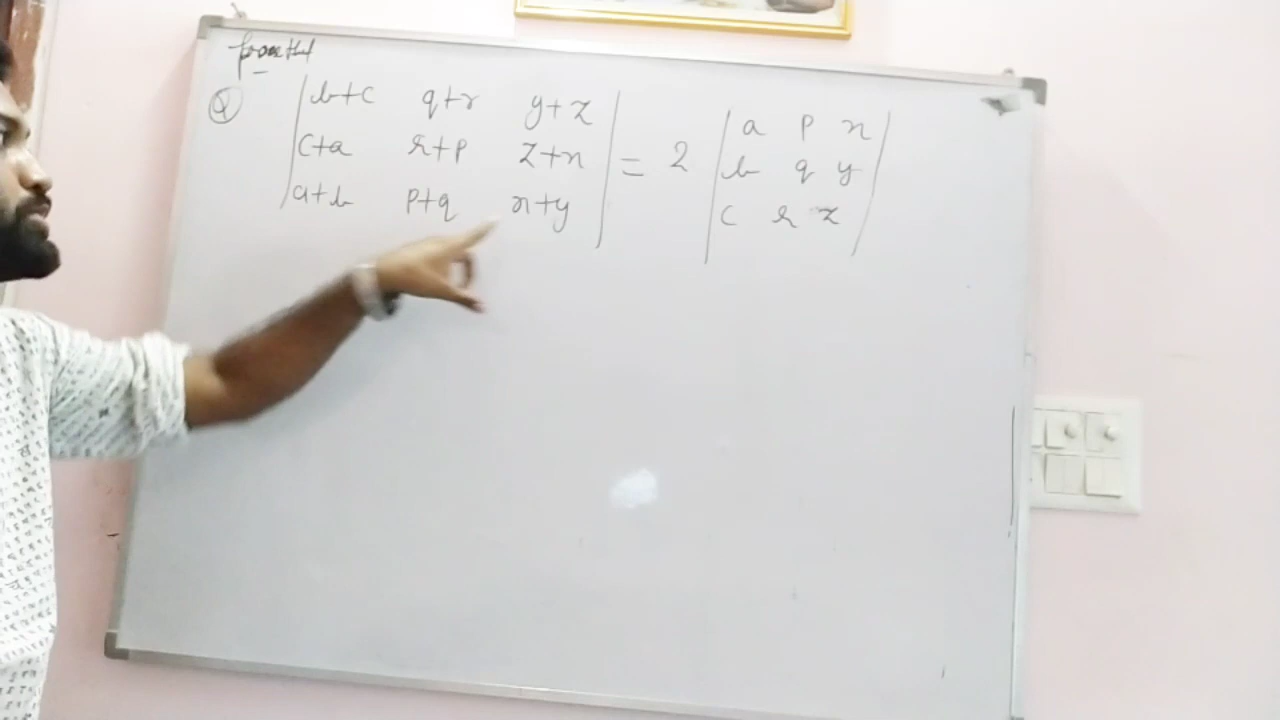 prove that
Q | b+c q+r y+z | = 2 | a p x |
| c+a r+p z+x | | b q y |
| a+b p+q x+y | | c r z |